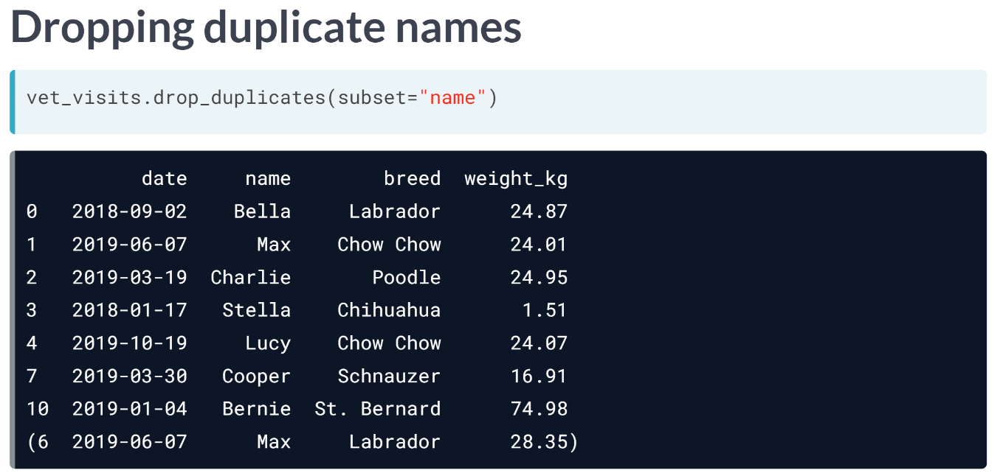 Dropping duplicate names
vet_visits.drop_duplicates(subset="name")
date name breed weight_kg
0 2018-09-02 Bella Labrador 24.87
1 2019-06-07 Max Chow Chow 24.01
2 2019-03-19 Charlie Poodle 24.95
3 2018-01-17 Stella Chihuahua 1.51
4 2019-10-19 Lucy Chow Chow 24.07
7 2019-03-30 Cooper Schnauzer 16.91
10 2019-01-04 Bernie St. Bernard 74.98
(6 2019-06-07 Max Labrador 28.35)